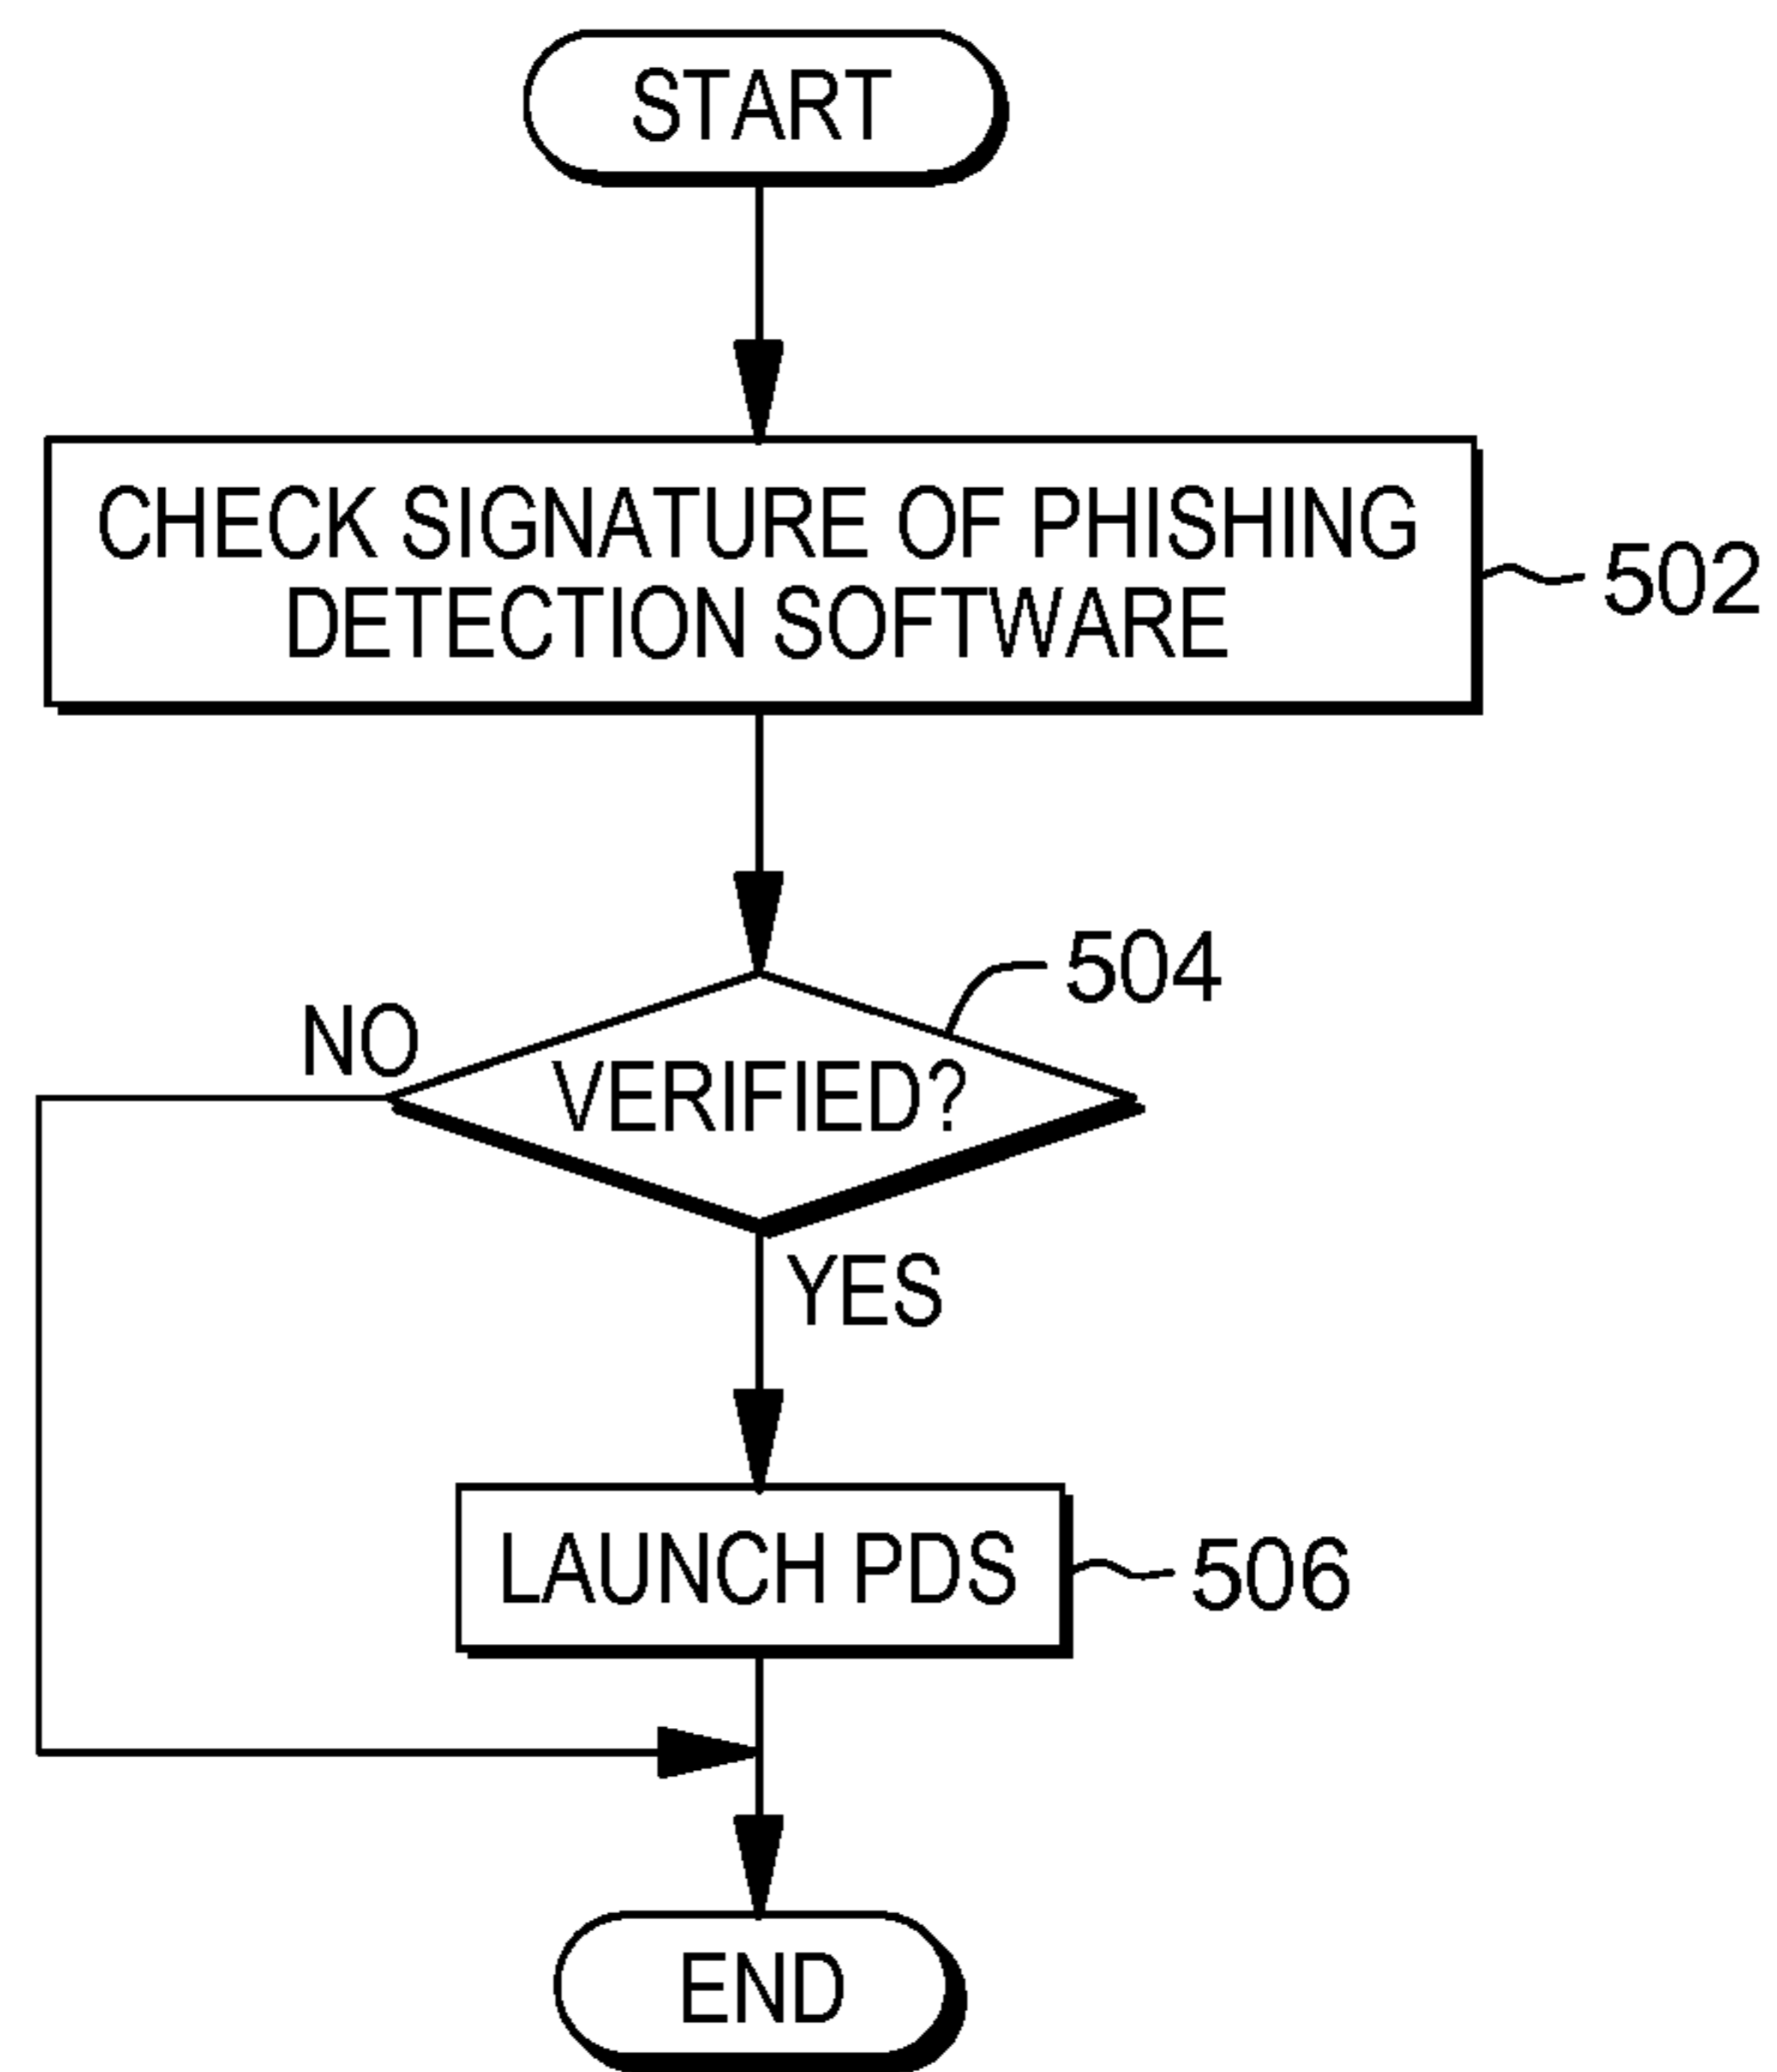 START
CHECK SIGNATURE OF PHISHING
DETECTION SOFTWARE
502
504
NO
VERIFIED?
YES
LAUNCH PDS
506
END